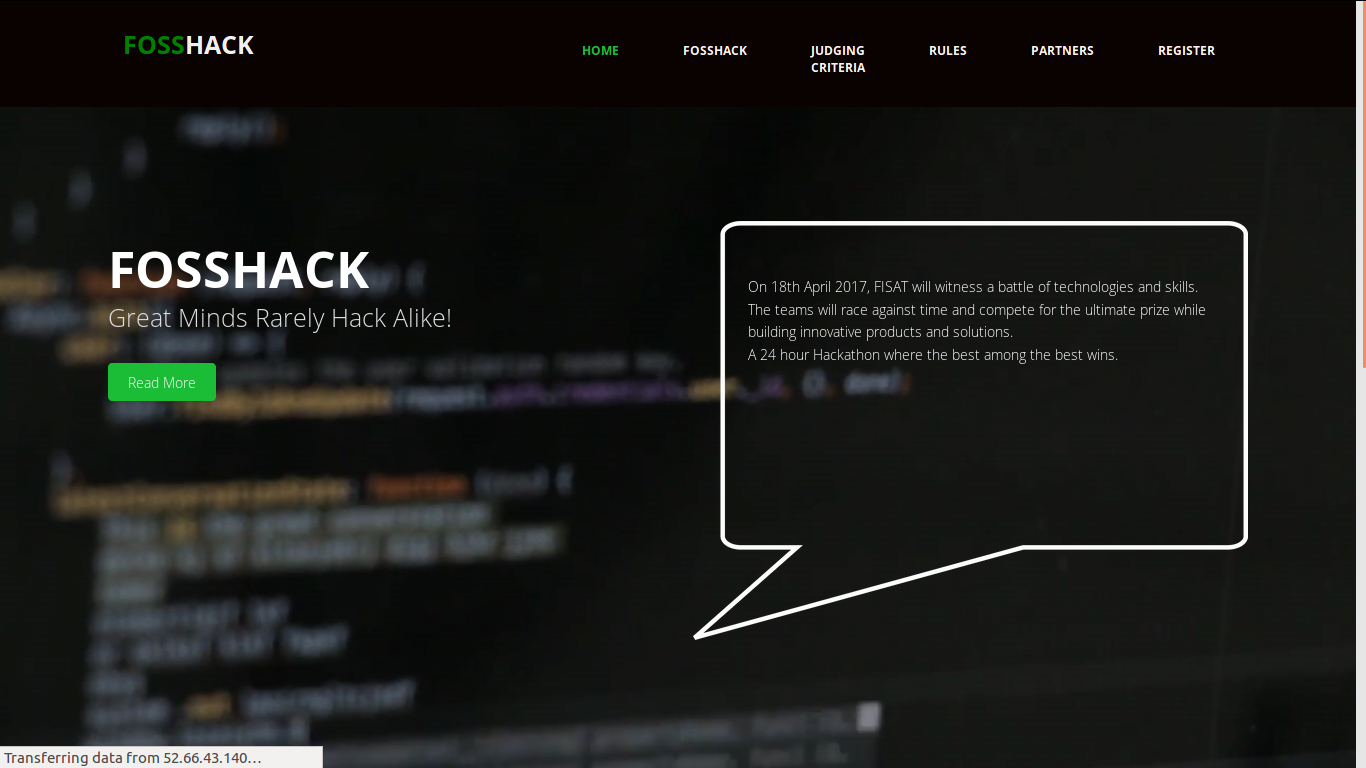 FOSSHACK
HOME
FOSSHACK
JUDGING
CRITERIA
RULES
PARTNERS
REGISTER
FOSSHACK
Great Minds Rarely Hack Alike!
Read More
On 18th April 2017, FISAT will witness a battle of technologies and skills.
The teams will race against time and compete for the ultimate prize while
building innovative products and solutions.
A 24 hour Hackathon where the best among the best wins.
Transferring data from 52.66.43.140…